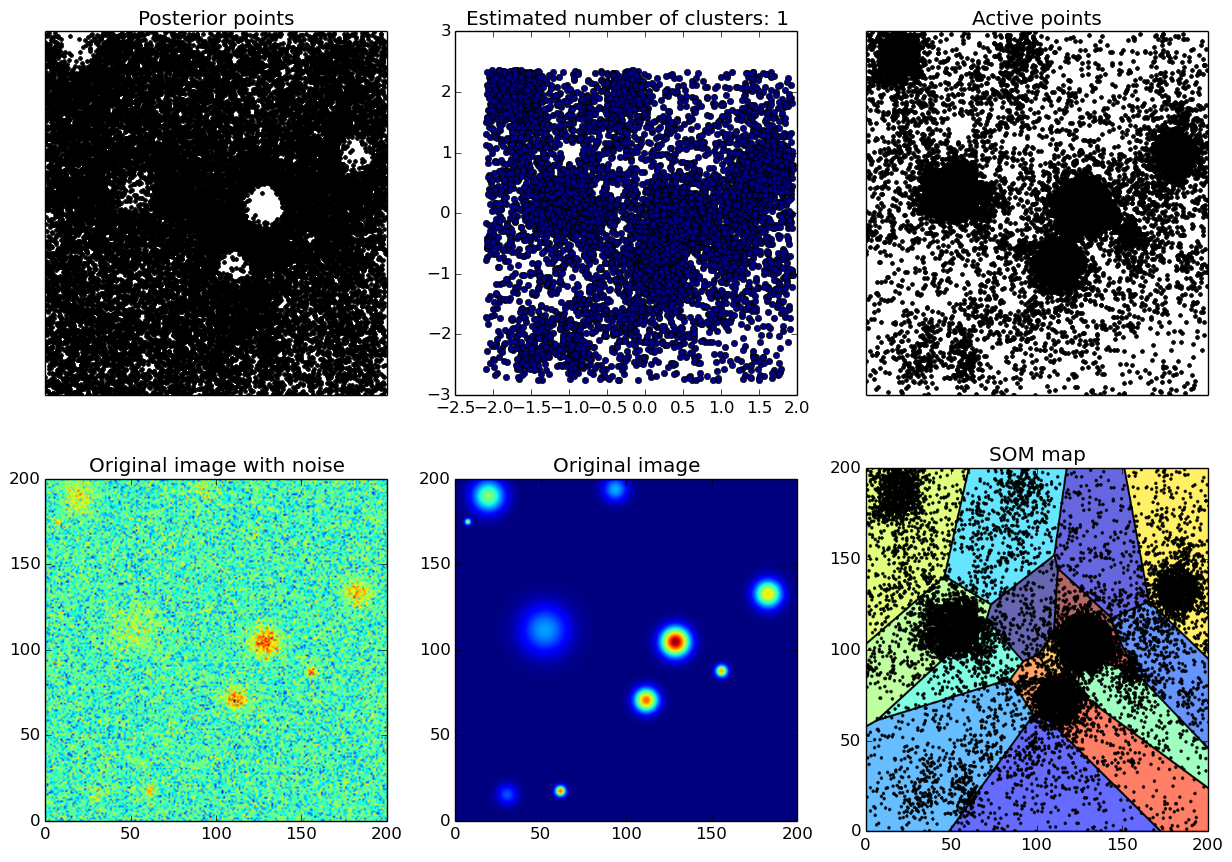 Posterior points
Estimated number of clusters: 1
Active points
3
2
1
0
−1
−2
−3
−2.5 −2.0 −1.5 −1.0 −0.5 0.0 0.5 1.0 1.5 2.0
Original image with noise
Original image
SOM map
200
150
100
50
0
0 50 100 150 200
200
150
100
50
0
0 50 100 150 200
200
150
100
50
0
0 50 100 150 200